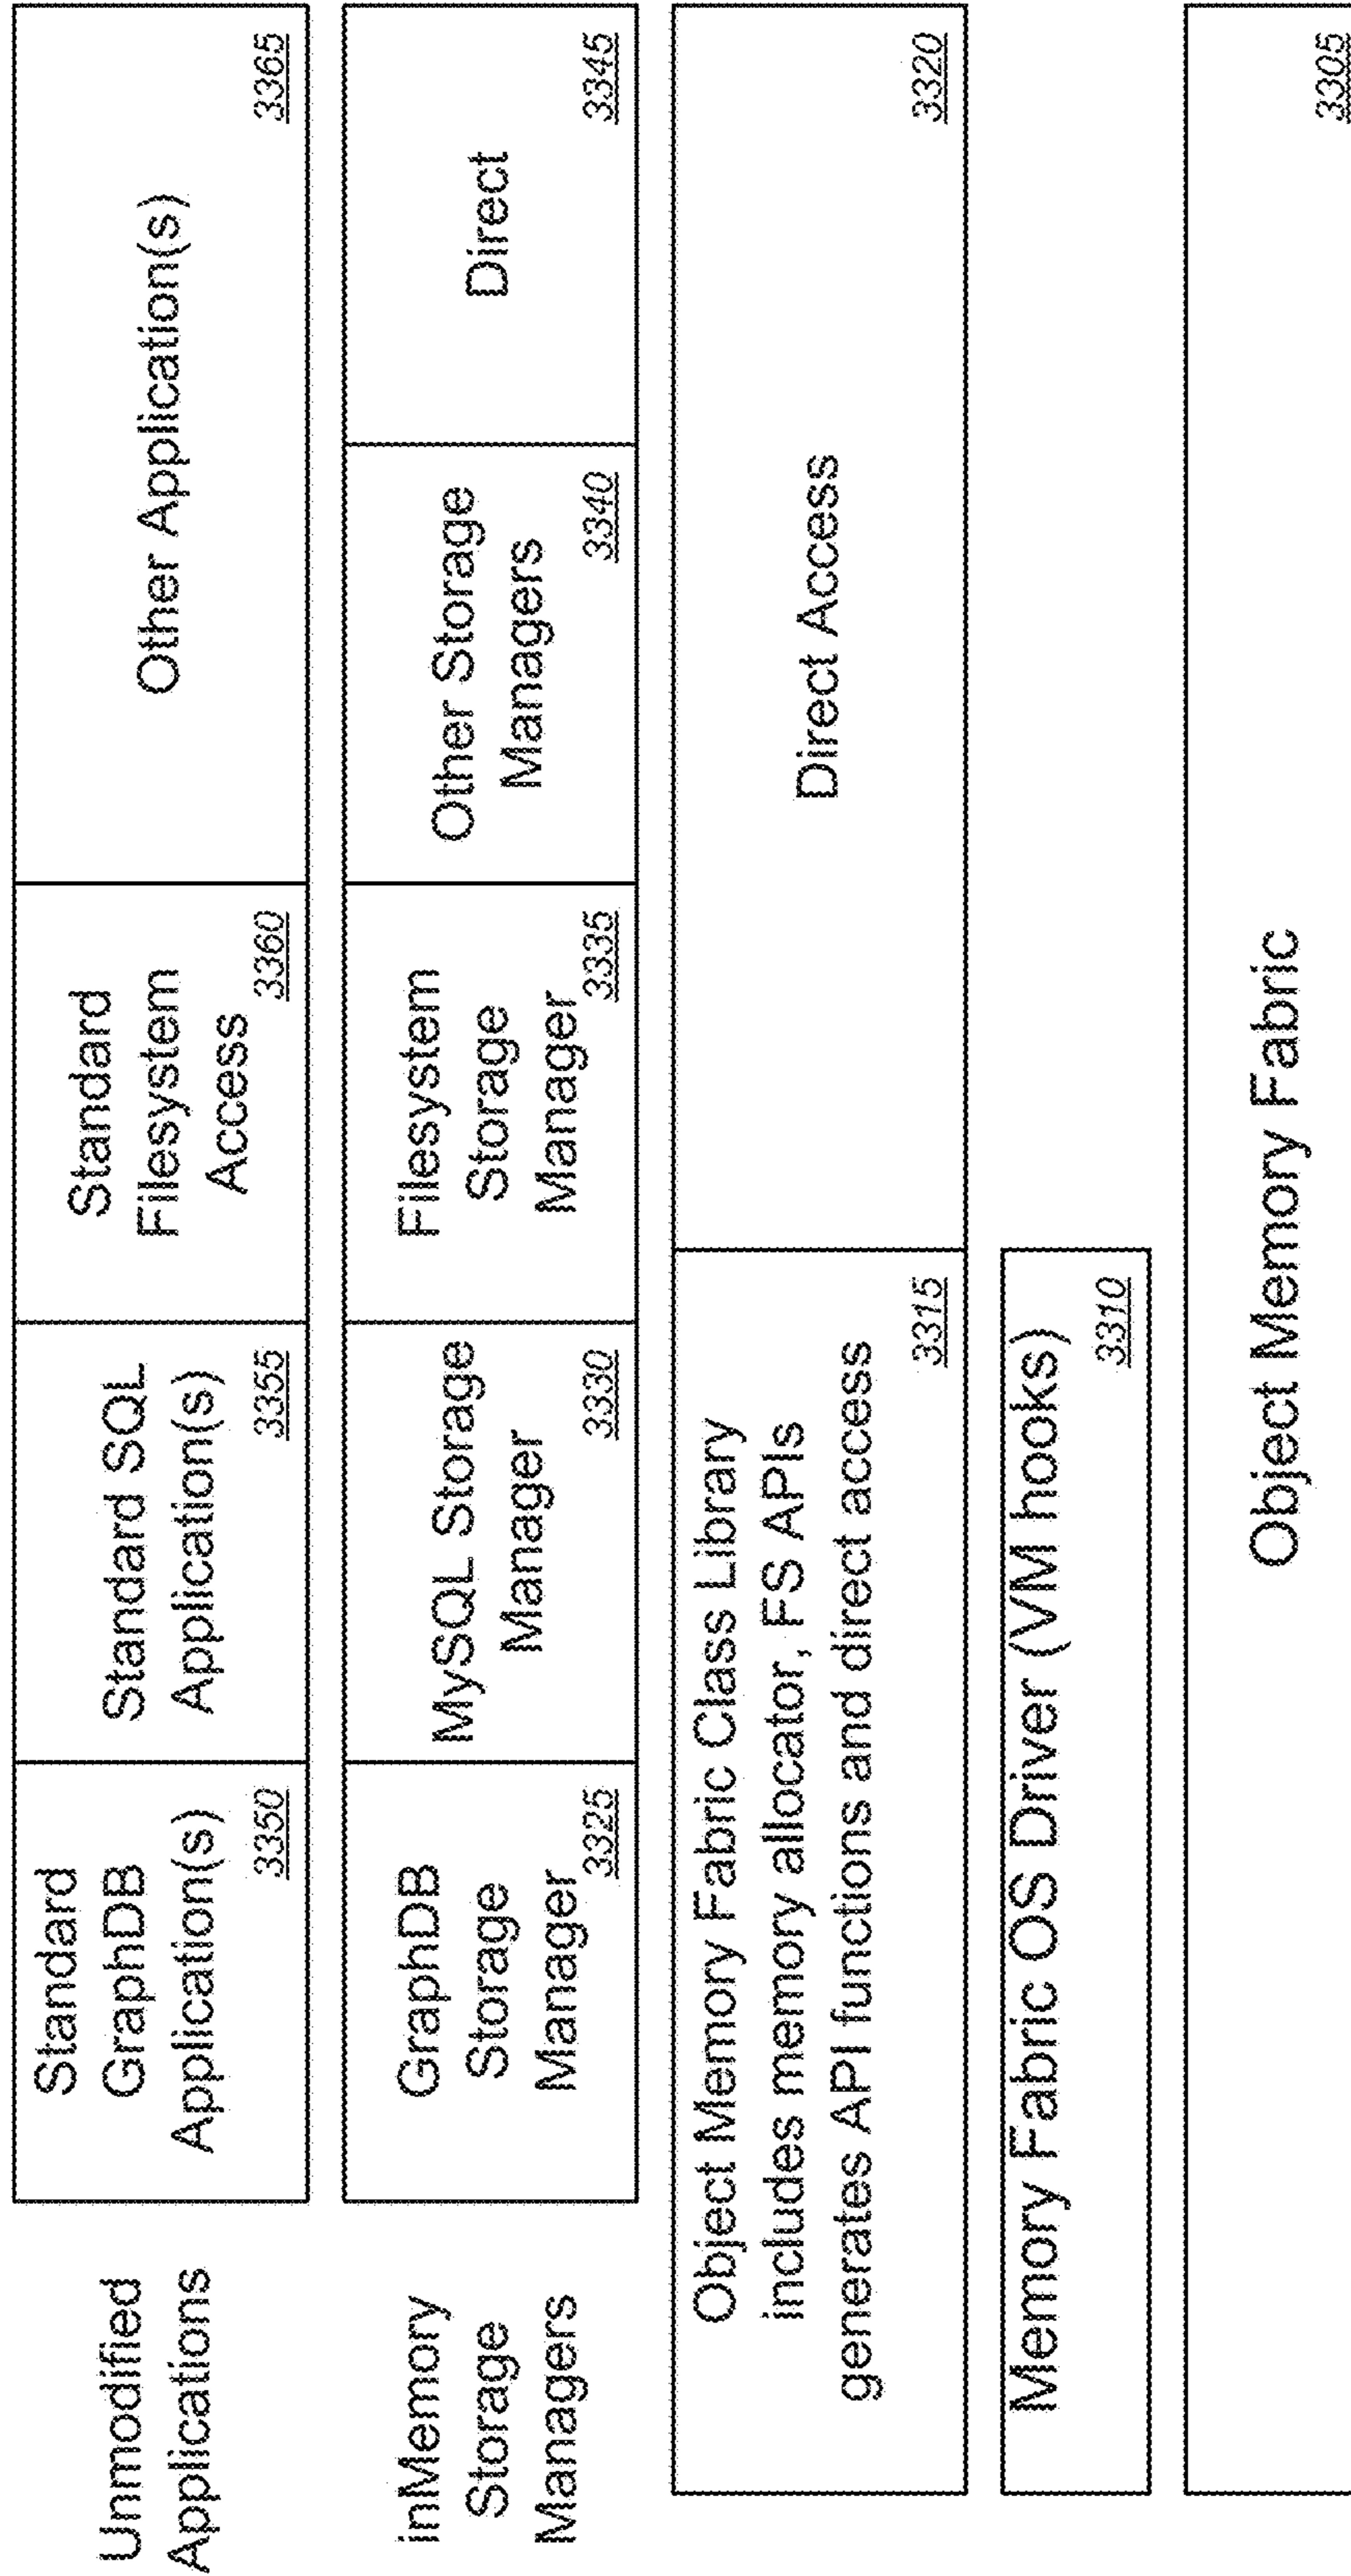 Unmodified
Applications
Standard
GraphDB
Application(s)
3350
Standard SQL
Application(s)
3355
Standard
Filesystem
Access
3360
Other Application(s)
3365
inMemory
Storage
Managers
GraphDB
Storage
Manager
3325
MySQL Storage
Manager
3330
Filesystem
Storage
Manager
3335
Other Storage
Managers
3340
Direct
3345
Object Memory Fabric Class Library
includes memory allocator, FS APIs
generates API functions and direct access
3315
Direct Access
3320
Memory Fabric OS Driver (VM hooks)
3310
Object Memory Fabric
3305